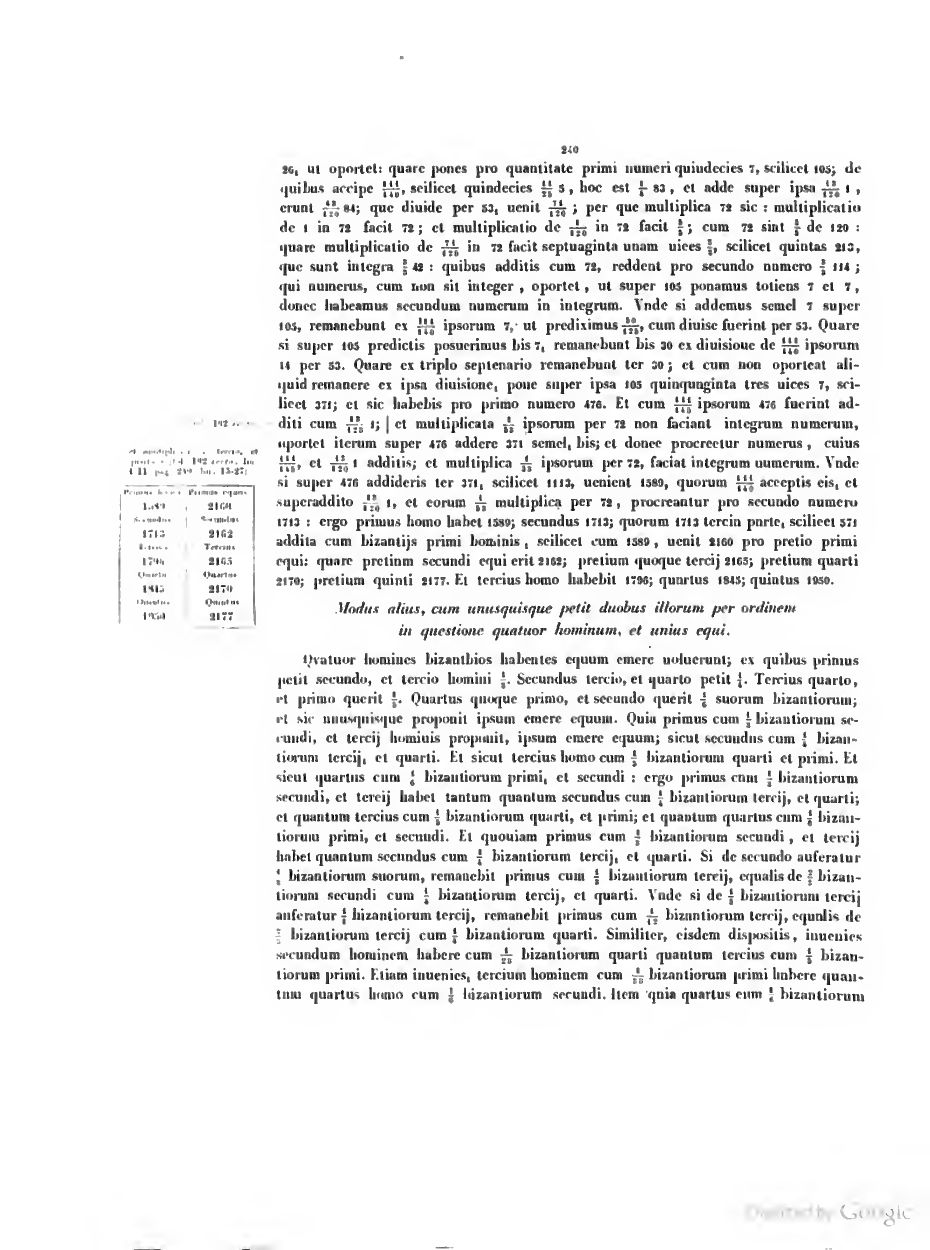 240
26, ut oportet: quare pones pro quantitate primi numeri quiudecies 7, scilicet 105; de
quibus accipe 111/140, scilicet quindecies 5, hoc est 83, et adde super ipsa 1,
erunt 84; que diuide per 53, uenit 71/120; per que multiplica 72 sic: multiplicatio
de 1 in 72 facit 72; et multiplicatio de 1/120 in 72 facit 3/5; cum 72 sint 3/5 de 120:
quare multiplicatio de 71/120 in 72 facit septuaginta unam uices 3/5, scilicet quintas 213,
que sunt integra 3/5 42: quibus additis cum 72, reddent pro secundo numero 3/5 114;
qui numerus, cum non sit integer, oportet, ut super 105 ponamus totiens 7 et 7,
donec habeamus secundum numerum in integrum. Vnde si addemus semel 7 super
105, remanebunt ex 111/140 ipsorum 7, ut prediximus, cum diuise fuerint per 53. Quare
si super 105 predictis posuerimus bis 7, remanebunt bis 30 ex diuisioue de 111/140 ipsorum
14 per 53. Quare ex triplo septenario remanebunt ter 30; et cum non oporteat ali-
quid remanere ex ipsa diuisione, pone super ipsa 105 quinquaginta tres uices 7, sci-
licet 371; et sic habebis pro primo numero 476. Et cum 111/140 ipsorum 476 fuerint ad-
diti cum 1; | et multiplicata 1/53 ipsorum per 72 non faciant integrum numerum,
oportet iterum super 476 addere 371 semel, bis; et donec procreetur numerus, cuius
111/140, et 1 additis; et multiplica 1/53 ipsorum per 72, faciat integrum numerum. Vnde
si super 476 addideris ter 371, scilicet 1113, uenient 1589, quorum 111/140 acceptis eis, et
superaddito 1, et eorum 1/53 multiplica per 72, procreantur pro secundo numero
1713: ergo primus homo habet 1589; secundus 1713; quorum 1713 tercia parte, scilicet 571
addita cum bizantijs primi hominis, scilicet cum 1589, uenit 2160 pro pretio primi
equi: quare pretium secundi equi erit 2162; pretium quoque tercij 2165; pretium quarti
2170; pretium quinti 2177. Et tercius homo habebit 1796; quartus 1845; quintus 1950.
192
tercio, et
192 recto, lin.
4-11 pag. 240 lin. 15-27;
Primus Primus equus
1589 2160
Secundus Secundus
1713 2162
Tercius
1796 2165
Quartus Quartus
1845 2170
Quintus Quintus
1950 2177
Modus alius, cum unusquisque petit duobus illorum per ordinem
in questione quatuor hominum, et unius equi.
Qvatuor homines bizanthios habentes equum emere uoluerunt; ex quibus primus
petit secundo, et tercio homini 1/3. Secundus tercio, et quarto petit 1/4. Tercius quarto,
et primo querit 1/5. Quartus quoque primo, et secundo querit 1/6 suorum bizantiorum;
et sic unusquisque proponit ipsum emere equum. Quia primus cum 1/3 bizantiorum se-
cundi, et tercij hominis proponit, ipsum emere equum; sicut secundus cum 1/4 bizan-
tiorum tercij, et quarti. Et sicut tercius homo cum 1/5 bizantiorum quarti et primi. Et
sicut quartus cum 1/6 bizantiorum primi, et secundi: ergo primus cum 1/3 bizantiorum
secundi, et tercij habet tantum quantum secundus cum 1/4 bizantiorum tercij, et quarti;
et quantum tercius cum 1/5 bizantiorum quarti, et primi; et quantum quartus cum 1/6 bizan-
tiorum primi, et secundi. Et quoniam primus cum 1/3 bizantiorum secundi, et tercij
habet quantum secundus cum 1/4 bizantiorum tercij, et quarti. Si de secundo auferatur
1/3 bizantiorum suorum, remanebit primus cum 1/3 bizantiorum tercij, equalis de 2/3 bizan-
tiorum secundi cum 1/4 bizantiorum tercij, et quarti. Vnde si de 1/3 bizantiorum tercij
auferatur 1/4 bizantiorum tercij, remanebit primus cum 1/12 bizantiorum tercij, equalis de
bizantiorum tercij cum 1/4 bizantiorum quarti. Similiter, eisdem dispositis, inuenies
secundum hominem habere cum 1/20 bizantiorum quarti quantum tercius cum 1/5 bizan-
tiorum primi. Etiam inuenies, tercium hominem cum 1/30 bizantiorum primi habere quan-
tum quartus homo cum 1/6 bizantiorum secundi. Item quia quartus cum 1/6 bizantiorum
Digitized by Google